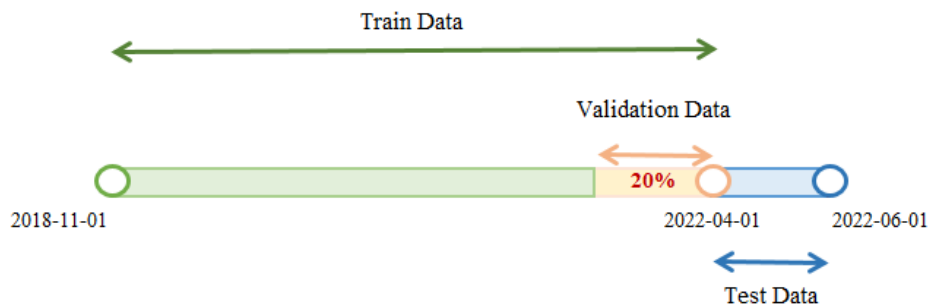 Train Data
Validation Data
20%
2018-11-01
2022-04-01
2022-06-01
Test Data